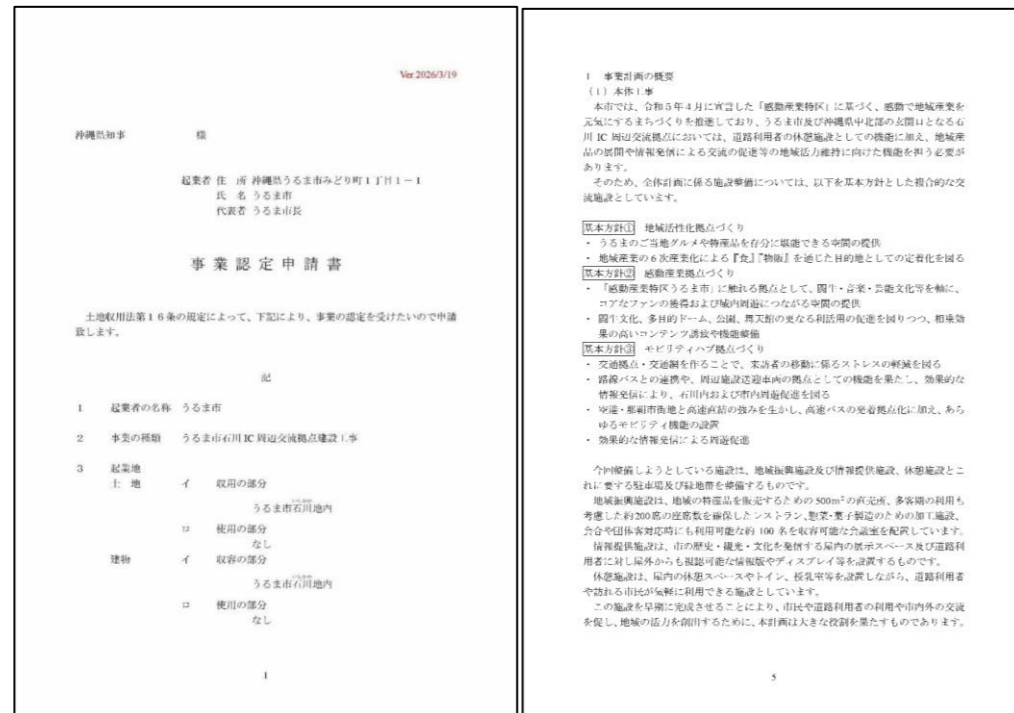 Ver 2026/3/19
沖縄県知事 様
起業者 住 所 沖縄県うるま市みどり町1丁目1-1
氏 名 うるま市
代表者 うるま市長
事 業 認 定 申 請 書
土地収用法第16条の規定によって、下記により、事業の認定を受けたいので申請
致します。
記
1 起業者の名称 うるま市
2 事業の種類 うるま市石川 IC 周辺交流拠点建設工事
3 起業地
土 地 イ 収用の部分
うるま市石川地内
ロ 使用の部分
なし
建物 イ 収容の部分
うるま市石川地内
ロ 使用の部分
なし
1
1 事業計画の概要
(1)本体工事
本市では、令和5年4月に宣言した「感動産業特区」に基づく、感動で地域産業を
元気にするまちづくりを推進しており、うるま市及び沖縄県中北部の玄関口となる石
川 IC 周辺交流拠点においては、道路利用者の休憩施設としての機能に加え、地域産
品の展開や情報発信による交流の促進等の地域活力維持に向けた機能を担う必要が
あります。
そのため、全体計画に係る施設整備については、以下を基本方針とした複合的な交
流施設としています。
基本方針① 地域活性化拠点づくり
・ うるまのご当地グルメや特産品を存分に堪能できる空間の提供
・ 地域産業の6次産業化による『食』『物販』を通じた目的地としての定着化を図る
基本方針② 感動産業拠点づくり
・ 「感動産業特区うるま市」に触れる拠点として、闘牛・音楽・芸能文化等を軸に、
コアなファンの獲得および域内周遊につながる空間の提供
・ 闘牛文化、多目的ドーム、公園、舞天館の更なる利活用の促進を図りつつ、相乗効
果の高いコンテンツ誘致や機能整備
基本方針③ モビリティハブ拠点づくり
・ 交通拠点・交通網を作ることで、来訪者の移動に係るストレスの軽減を図る
・ 路線バスとの連携や、周辺施設送迎車両の拠点としての機能を果たし、効果的な
情報発信により、石川内および市内周遊促進を図る
・ 空港・那覇市街地と高速直結の強みを生かし、高速バスの発着拠点化に加え、あら
ゆるモビリティ機能の設置
・ 効果的な情報発信による周遊促進
今回整備しようとしている施設は、地域振興施設及び情報提供施設、休憩施設とこ
れに要する駐車場及び緑地帯を整備するものです。
地域振興施設は、地域の特産品を販売するための500m²の直売所、多客期の利用も
考慮した約200席の座席数を確保したレストラン、惣菜・菓子製造のための加工施設、
会合や団体客対応時にも利用可能な約 100 名を収容可能な会議室を配置しています。
情報提供施設は、市の歴史・観光・文化を発信する屋内の展示スペース及び道路利
用者に対し屋外からも視認可能な情報版やディスプレイ等を設置するものです。
休憩施設は、屋内の休憩スペースやトイレ、授乳室等を設置しながら、道路利用者
や訪れる市民が気軽に利用できる施設としています。
この施設を早期に完成させることにより、市民や道路利用者の利用や市内外の交流
を促し、地域の活力を創出するために、本計画は大きな役割を果たすものであります。
5